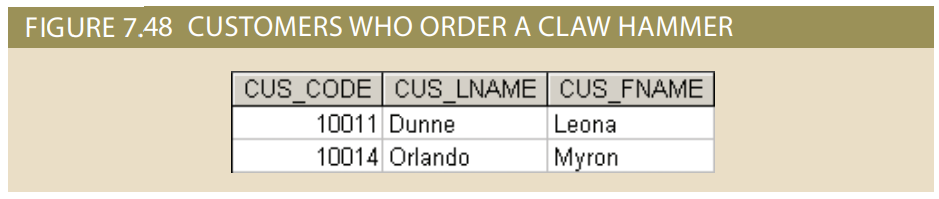 FIGURE 7.48 CUSTOMERS WHO ORDER A CLAW HAMMER
CUS_CODE CUS_LNAME CUS_FNAME
10011 Dunne Leona
10014 Orlando Myron